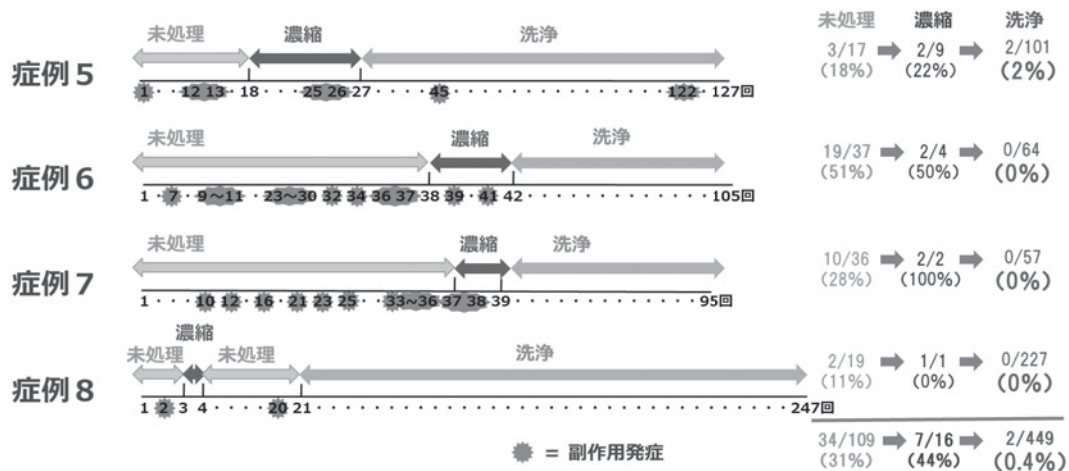 未処理 濃縮 洗浄
症例5
1・・12 13・18・・・25 26・27・・・・・45・・・・・・・・・・・・・122・・127回
3/17 2/9 2/101
(18%) (22%) (2%)
未処理 濃縮 洗浄
症例6
1・7・9～11・・23～30 32・34・36 37・38・39・・41・42・・・・・・・・・・・・105回
19/37 2/4 0/64
(51%) (50%) (0%)
未処理 濃縮 洗浄
症例7
1・・・10・12・・16・・21・23・25・・・33～36・37・38・39・・・・・・・・・・・・95回
10/36 2/2 0/57
(28%) (100%) (0%)
濃縮
未処理 未処理 洗浄
症例8
1 2 3 4・・・・・20・21・・・・・・・・・・・・・・・・・・・・・・・・・247回
2/19 1/1 0/227
(11%) (0%) (0%)
= 副作用発症
未処理 濃縮 洗浄
34/109 7/16 2/449
(31%) (44%) (0.4%)